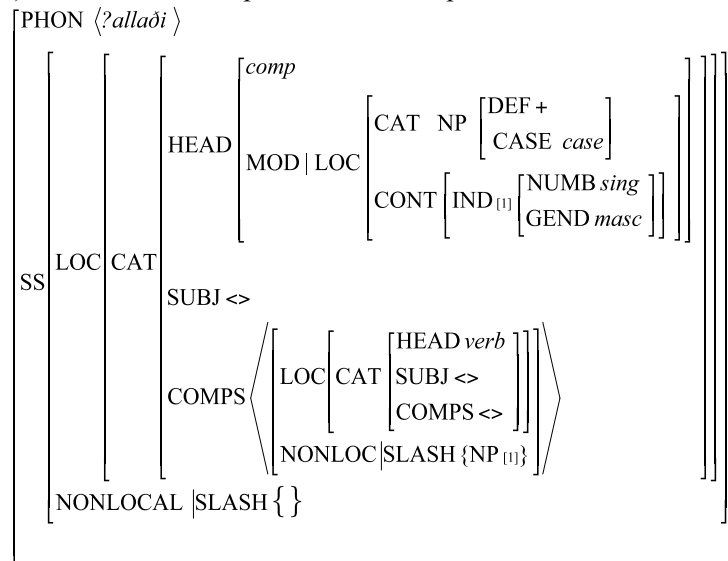 PHON ⟨?allaði⟩
comp
HEAD
MOD | LOC
CAT NP
DEF +
CASE case
CONT
IND [1]
NUMB sing
GEND masc
SS
LOC
CAT
SUBJ <>
COMPS
LOC
CAT
HEAD verb
SUBJ <>
COMPS <>
NONLOC|SLASH {NP [1]}
NONLOCAL |SLASH { }